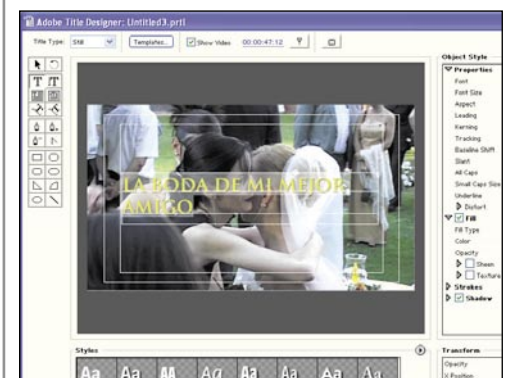 Adobe Title Designer: Untitled3.prtl
Title Type: Still Templates... Show Video 00:00:47:12
Object Style
Properties
Font
Font Size
Aspect
Leading
Kerning
Tracking
Baseline Shift
Slant
All Caps
Small Caps Size
Underline
Distort
Fill
Fill Type
Color
Opacity
Sheen
Texture
Strokes
Shadow
LA BODA DE MI MEJOR
AMIGO
Styles
Aa Aa AA Aa Aa Aa Aa Aa
Transform
Opacity
X Position